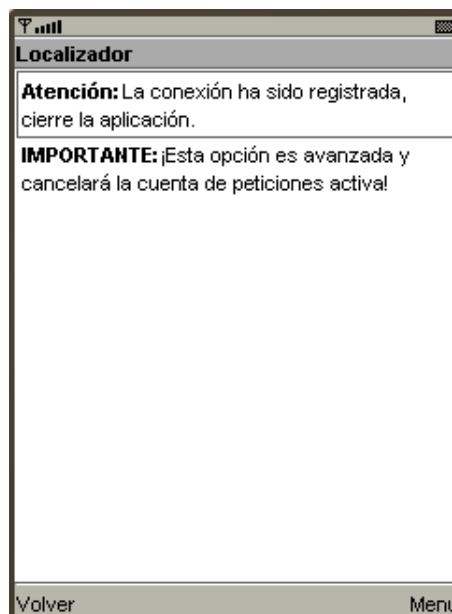 Localizador
Atención: La conexión ha sido registrada,
cierre la aplicación.
IMPORTANTE: ¡Esta opción es avanzada y
cancelará la cuenta de peticiones activa!
Volver
Menu